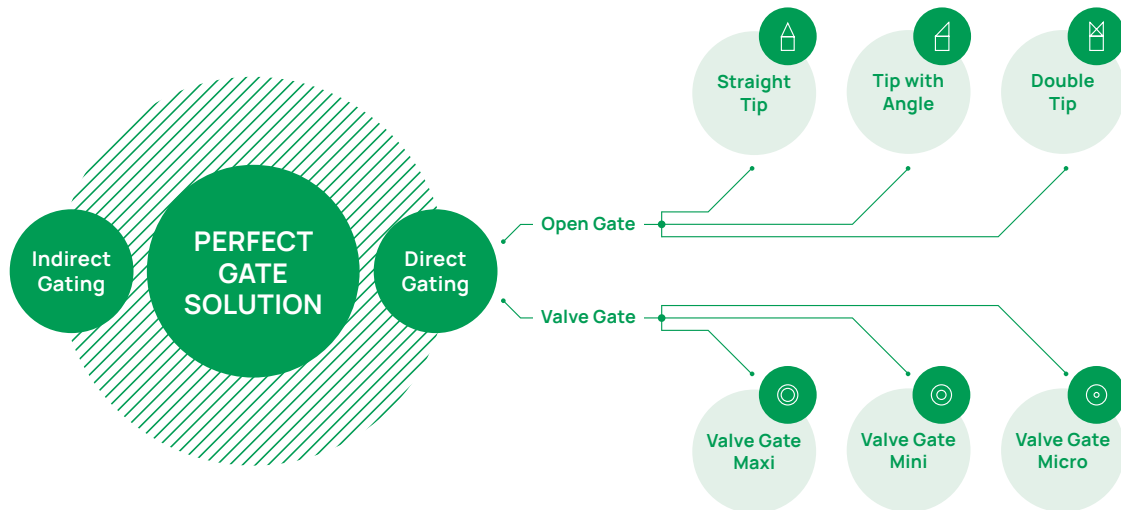 Indirect
Gating
PERFECT
GATE
SOLUTION
Direct
Gating
Open Gate
Straight
Tip
Tip with
Angle
Double
Tip
Valve Gate
Valve Gate
Maxi
Valve Gate
Mini
Valve Gate
Micro